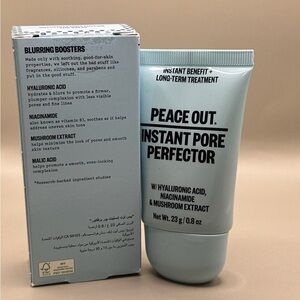 BLURRING BOOSTERS
Made only with soothing, good-for-skin
properties, we left out the bad stuff like
fragrances, silicones, and parabens and
put in the good stuff.
HYALURONIC ACID
hydrates & blurs to promote a firmer,
plumper complexion with less visible
pores and fine lines
NIACINAMIDE
also known as vitamin B3, soothes as it helps
address uneven skin tone
MUSHROOM EXTRACT
helps minimize the look of pores and smooth
skin texture
MALIC ACID
helps promote a smooth, even-looking
complexion
*Research-backed ingredient studies
INSTANT BENEFIT +
LONG-TERM TREATMENT
PEACE OUT.
INSTANT PORE
PERFECTOR
W/ HYALURONIC ACID,
NIACINAMIDE
& MUSHROOM EXTRACT
Net Wt. 23 g / 0.8 oz